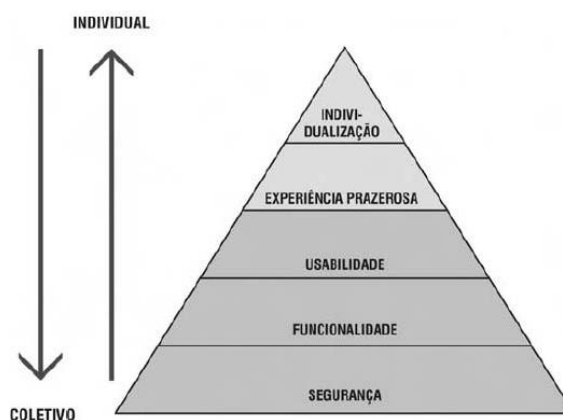 INDIVIDUAL
INDIVI-
DUALIZAÇÃO
EXPERIÊNCIA PRAZEROSA
USABILIDADE
FUNCIONALIDADE
SEGURANÇA
COLETIVO